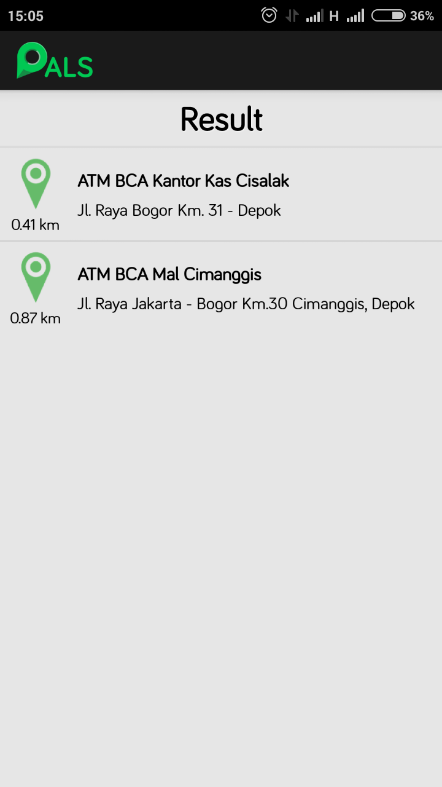 15:05 H 36%
PALS
Result
ATM BCA Kantor Kas Cisalak
Jl. Raya Bogor Km. 31 - Depok
0.41 km
ATM BCA Mal Cimanggis
Jl. Raya Jakarta - Bogor Km.30 Cimanggis, Depok
0.87 km